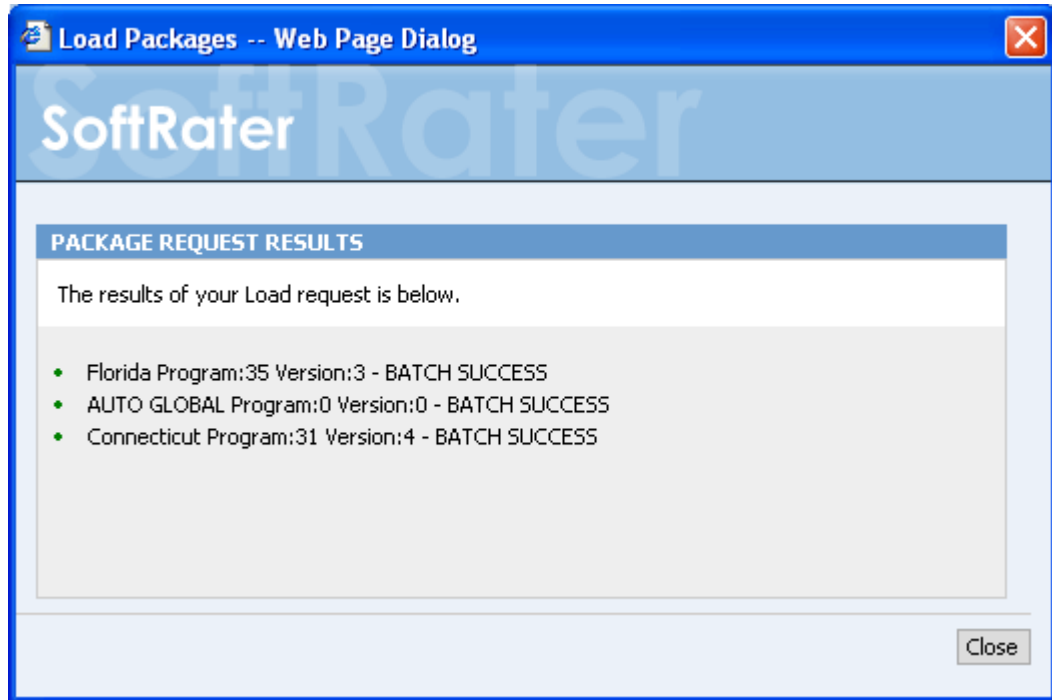 Load Packages -- Web Page Dialog
SoftRater
SoftRater
PACKAGE REQUEST RESULTS
The results of your Load request is below.
Florida Program:35 Version:3 - BATCH SUCCESS
AUTO GLOBAL Program:0 Version:0 - BATCH SUCCESS
Connecticut Program:31 Version:4 - BATCH SUCCESS
Close